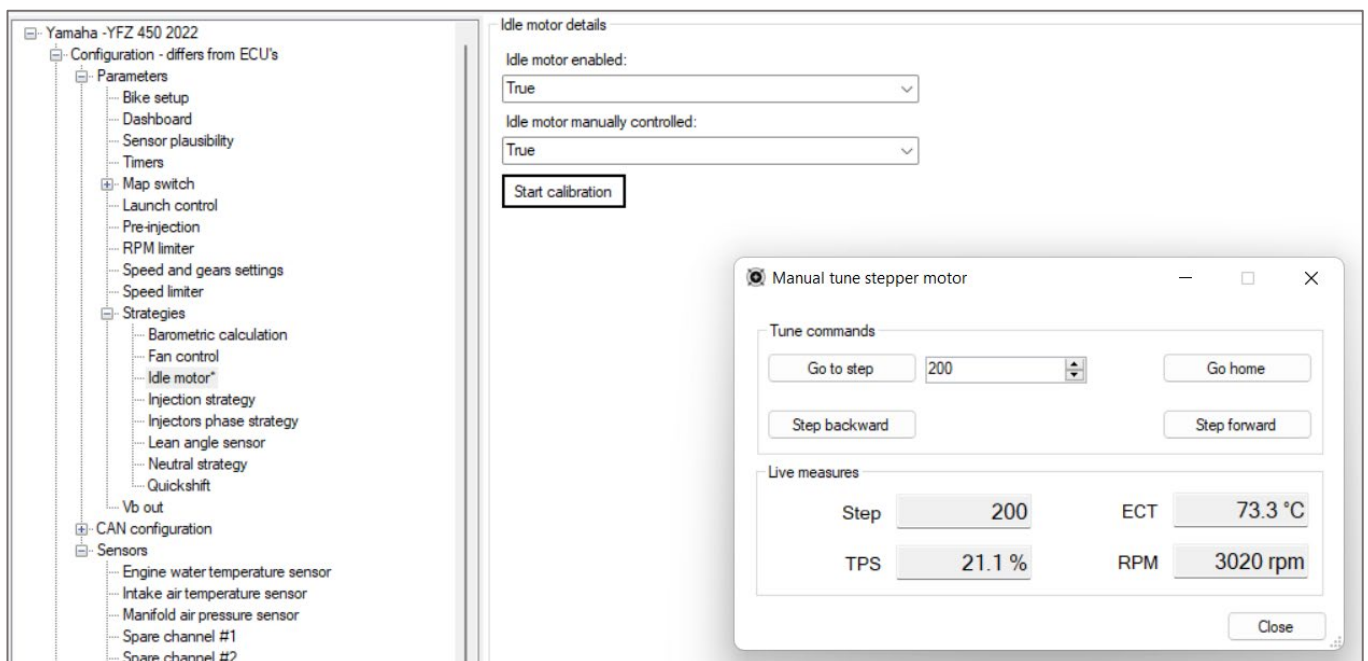 Yamaha -YFZ 450 2022
Configuration - differs from ECU's
Parameters
Bike setup
Dashboard
Sensor plausibility
Timers
Map switch
Launch control
Pre-injection
RPM limiter
Speed and gears settings
Speed limiter
Strategies
Barometric calculation
Fan control
Idle motor*
Injection strategy
Injectors phase strategy
Lean angle sensor
Neutral strategy
Quickshift
Vb out
CAN configuration
Sensors
Engine water temperature sensor
Intake air temperature sensor
Manifold air pressure sensor
Spare channel #1
Spare channel #2
Idle motor details
Idle motor enabled:
True
Idle motor manually controlled:
True
Start calibration
Manual tune stepper motor
Tune commands
Go to step 200 Go home
Step backward Step forward
Live measures
Step 200 ECT 73.3 °C
TPS 21.1 % RPM 3020 rpm
Close